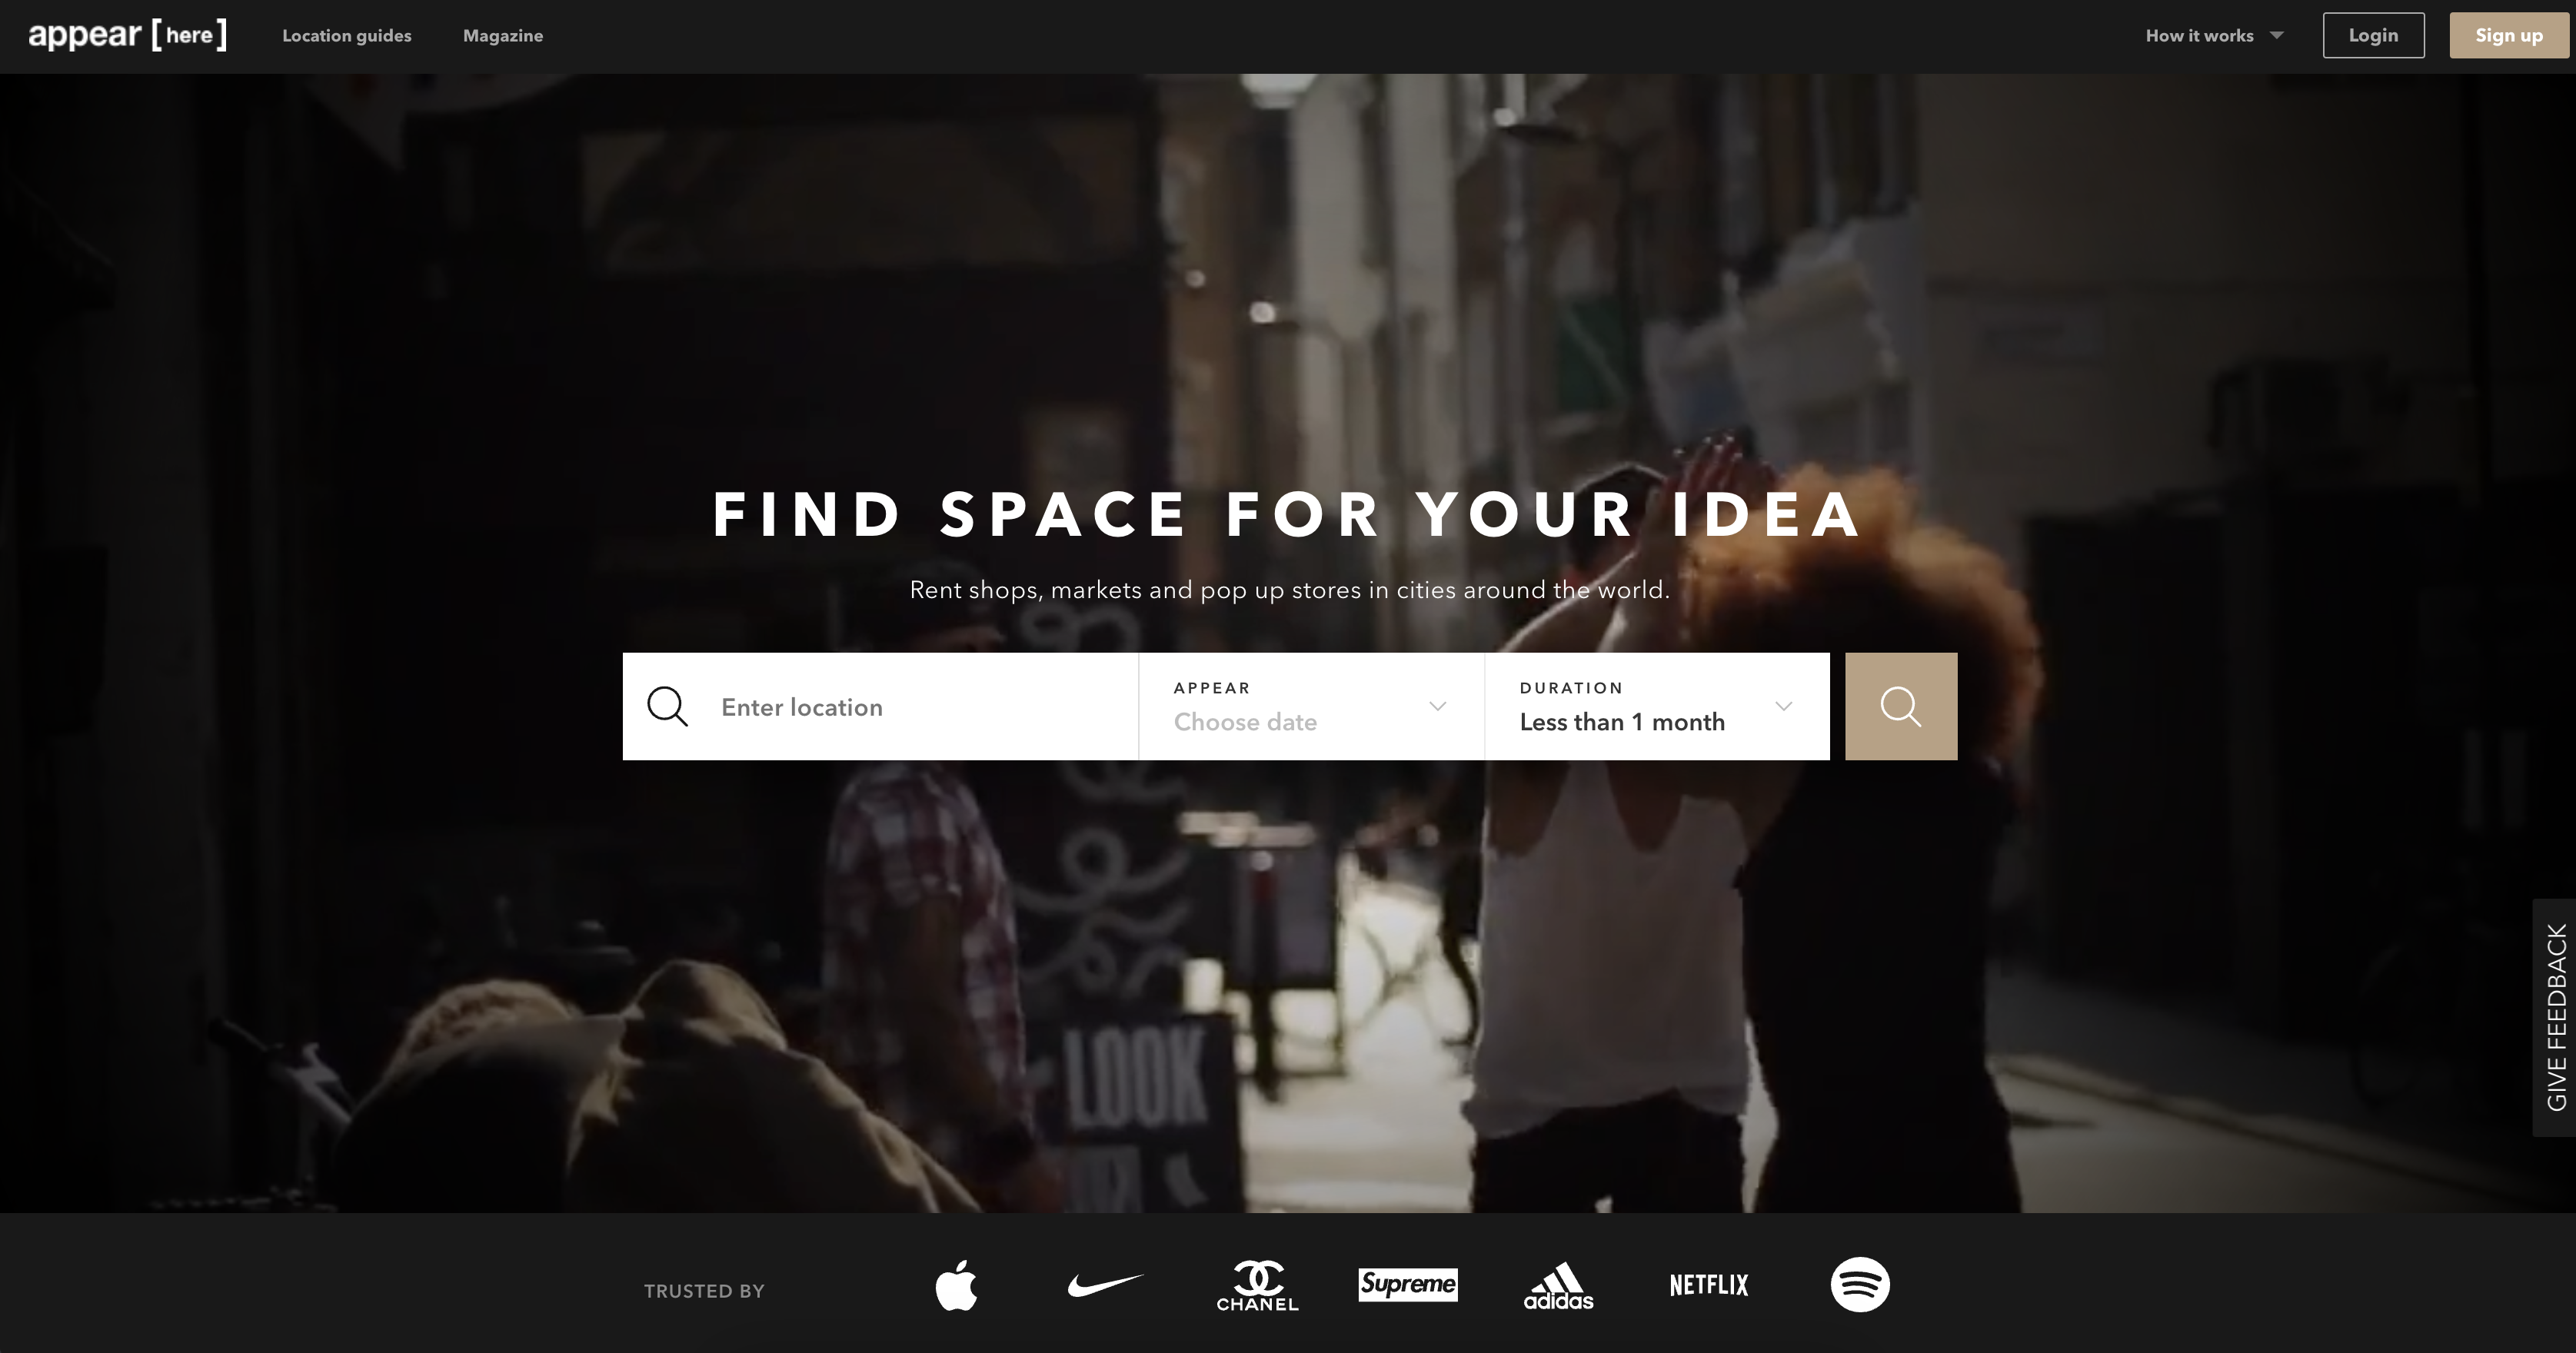 appear [here]
Location guides
Magazine
How it works
Login
Sign up
FIND SPACE FOR YOUR IDEA
Rent shops, markets and pop up stores in cities around the world.
Enter location
APPEAR
Choose date
DURATION
Less than 1 month
LOOK
GIVE FEEDBACK
TRUSTED BY
CHANEL
Supreme
adidas
NETFLIX